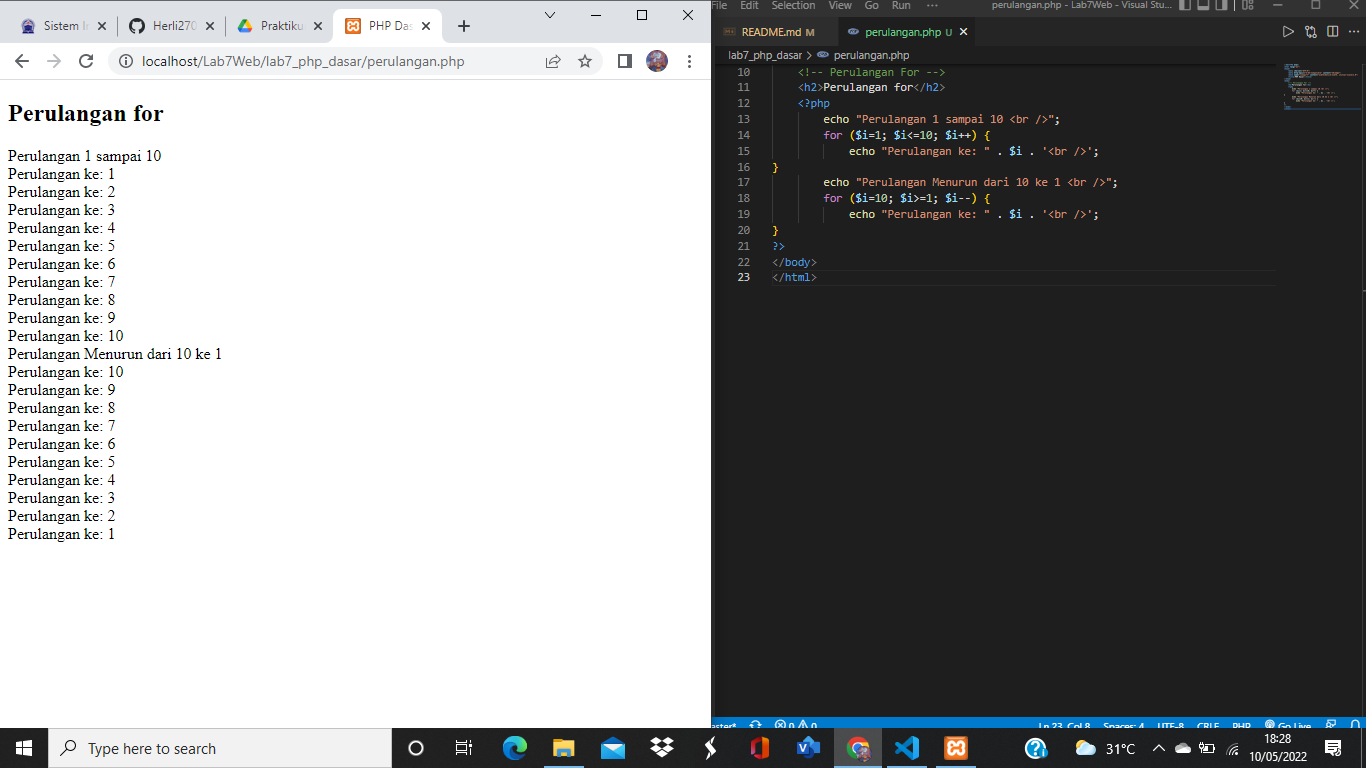 Sistem In
Herli270
Praktiku
PHP Das
localhost/Lab7Web/lab7_php_dasar/perulangan.php
Perulangan for
Perulangan 1 sampai 10
Perulangan ke: 1
Perulangan ke: 2
Perulangan ke: 3
Perulangan ke: 4
Perulangan ke: 5
Perulangan ke: 6
Perulangan ke: 7
Perulangan ke: 8
Perulangan ke: 9
Perulangan ke: 10
Perulangan Menurun dari 10 ke 1
Perulangan ke: 10
Perulangan ke: 9
Perulangan ke: 8
Perulangan ke: 7
Perulangan ke: 6
Perulangan ke: 5
Perulangan ke: 4
Perulangan ke: 3
Perulangan ke: 2
Perulangan ke: 1
File Edit Selection View Go Run ··· perulangan.php - Lab7Web - Visual Stu...
README.md M perulangan.php U
lab7_php_dasar > perulangan.php
10 <!-- Perulangan For -->
11 <h2>Perulangan for</h2>
12 <?php
13 echo "Perulangan 1 sampai 10 <br />";
14 for ($i=1; $i<=10; $i++) {
15 echo "Perulangan ke: " . $i . '<br />';
16 }
17 echo "Perulangan Menurun dari 10 ke 1 <br />";
18 for ($i=10; $i>=1; $i--) {
19 echo "Perulangan ke: " . $i . '<br />';
20 }
21 ?>
22 </body>
23 </html>
aster* 0 0 Ln 23, Col 8 Spaces: 4 UTF-8 CRLF PHP Go Live
Type here to search
31°C
18:28
10/05/2022